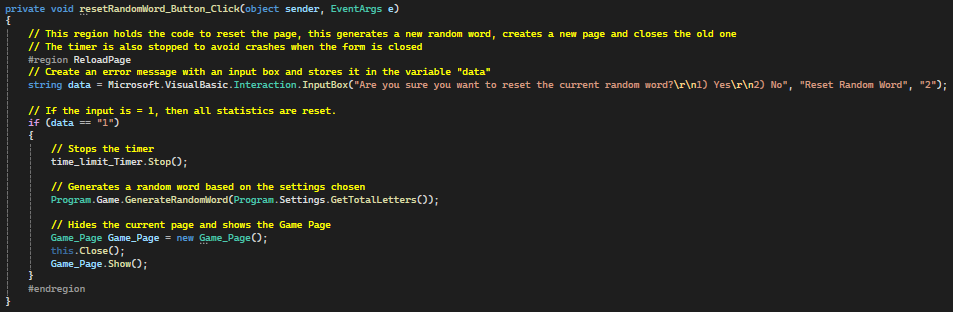 private void resetRandomWord_Button_Click(object sender, EventArgs e)
{
    // This region holds the code to reset the page, this generates a new random word, creates a new page and closes the old one
    // The timer is also stopped to avoid crashes when the form is closed
    #region ReloadPage
    // Create an error message with an input box and stores it in the variable "data"
    string data = Microsoft.VisualBasic.Interaction.InputBox("Are you sure you want to reset the current random word?\r\n1) Yes\r\n2) No", "Reset Random Word", "2");

    // If the input is = 1, then all statistics are reset.
    if (data == "1")
    {
        // Stops the timer
        time_limit_Timer.Stop();

        // Generates a random word based on the settings chosen
        Program.Game.GenerateRandomWord(Program.Settings.GetTotalLetters());

        // Hides the current page and shows the Game Page
        Game_Page Game_Page = new Game_Page();
        this.Close();
        Game_Page.Show();
    }
    #endregion
}